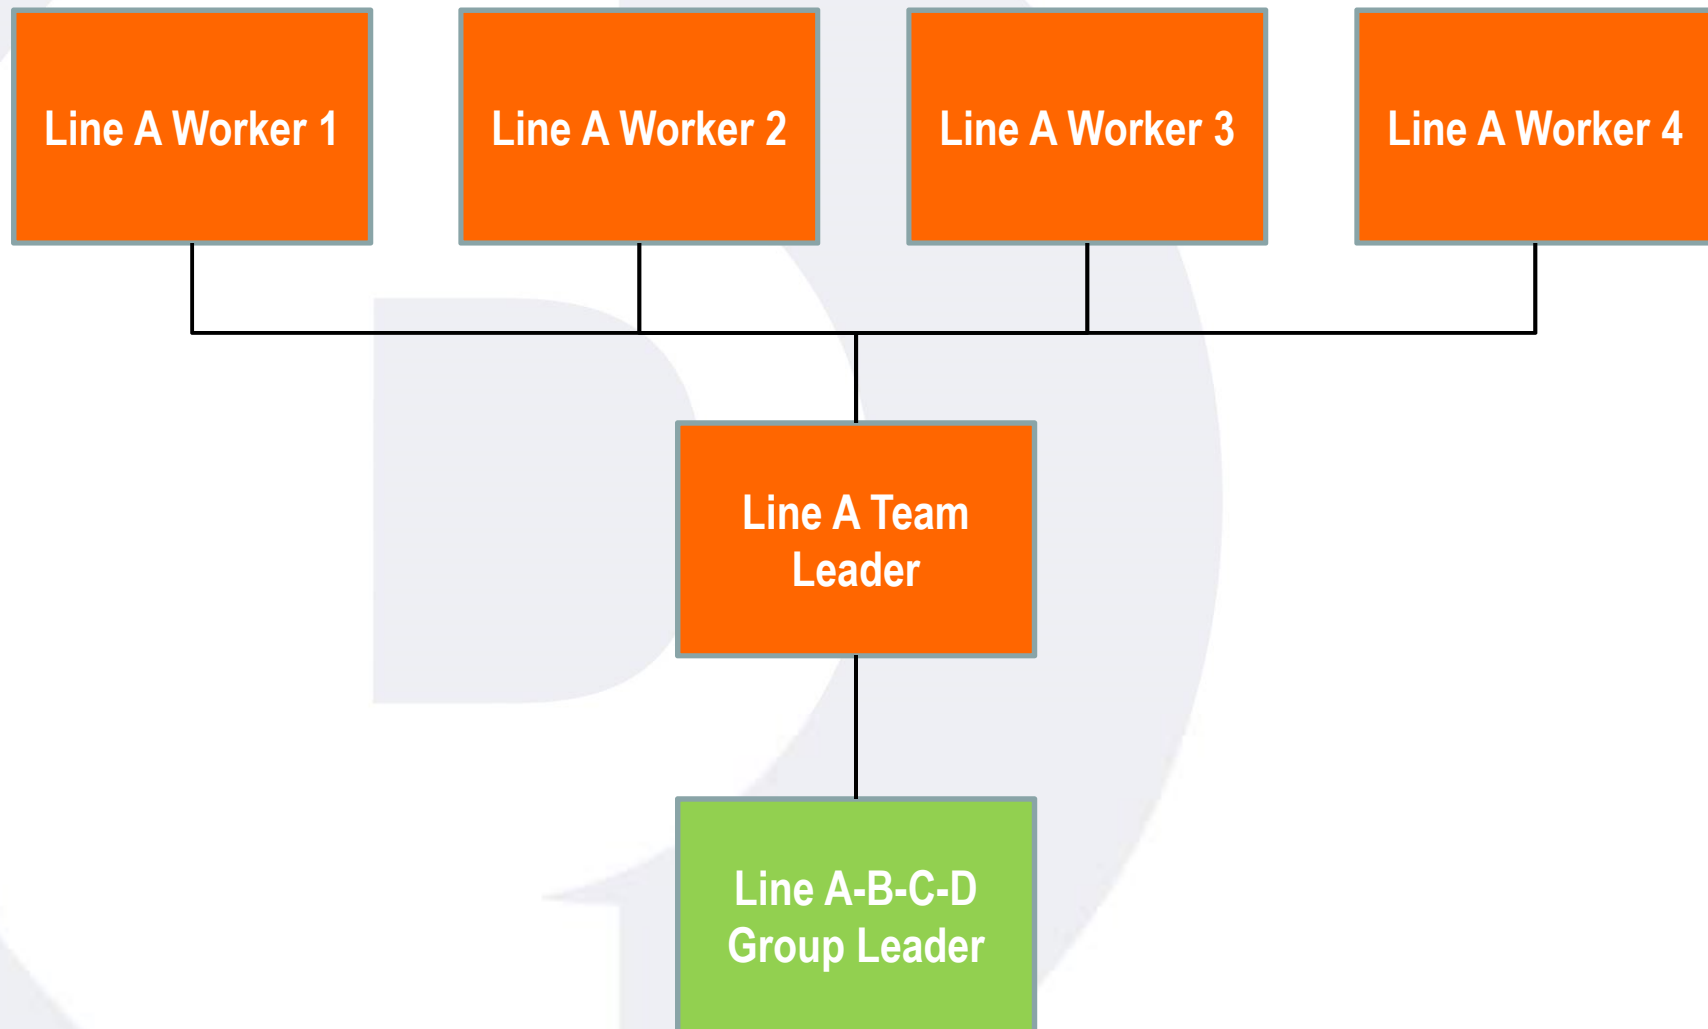 Line A Worker 1
Line A Worker 2
Line A Worker 3
Line A Worker 4
Line A Team
Leader
Line A-B-C-D
Group Leader